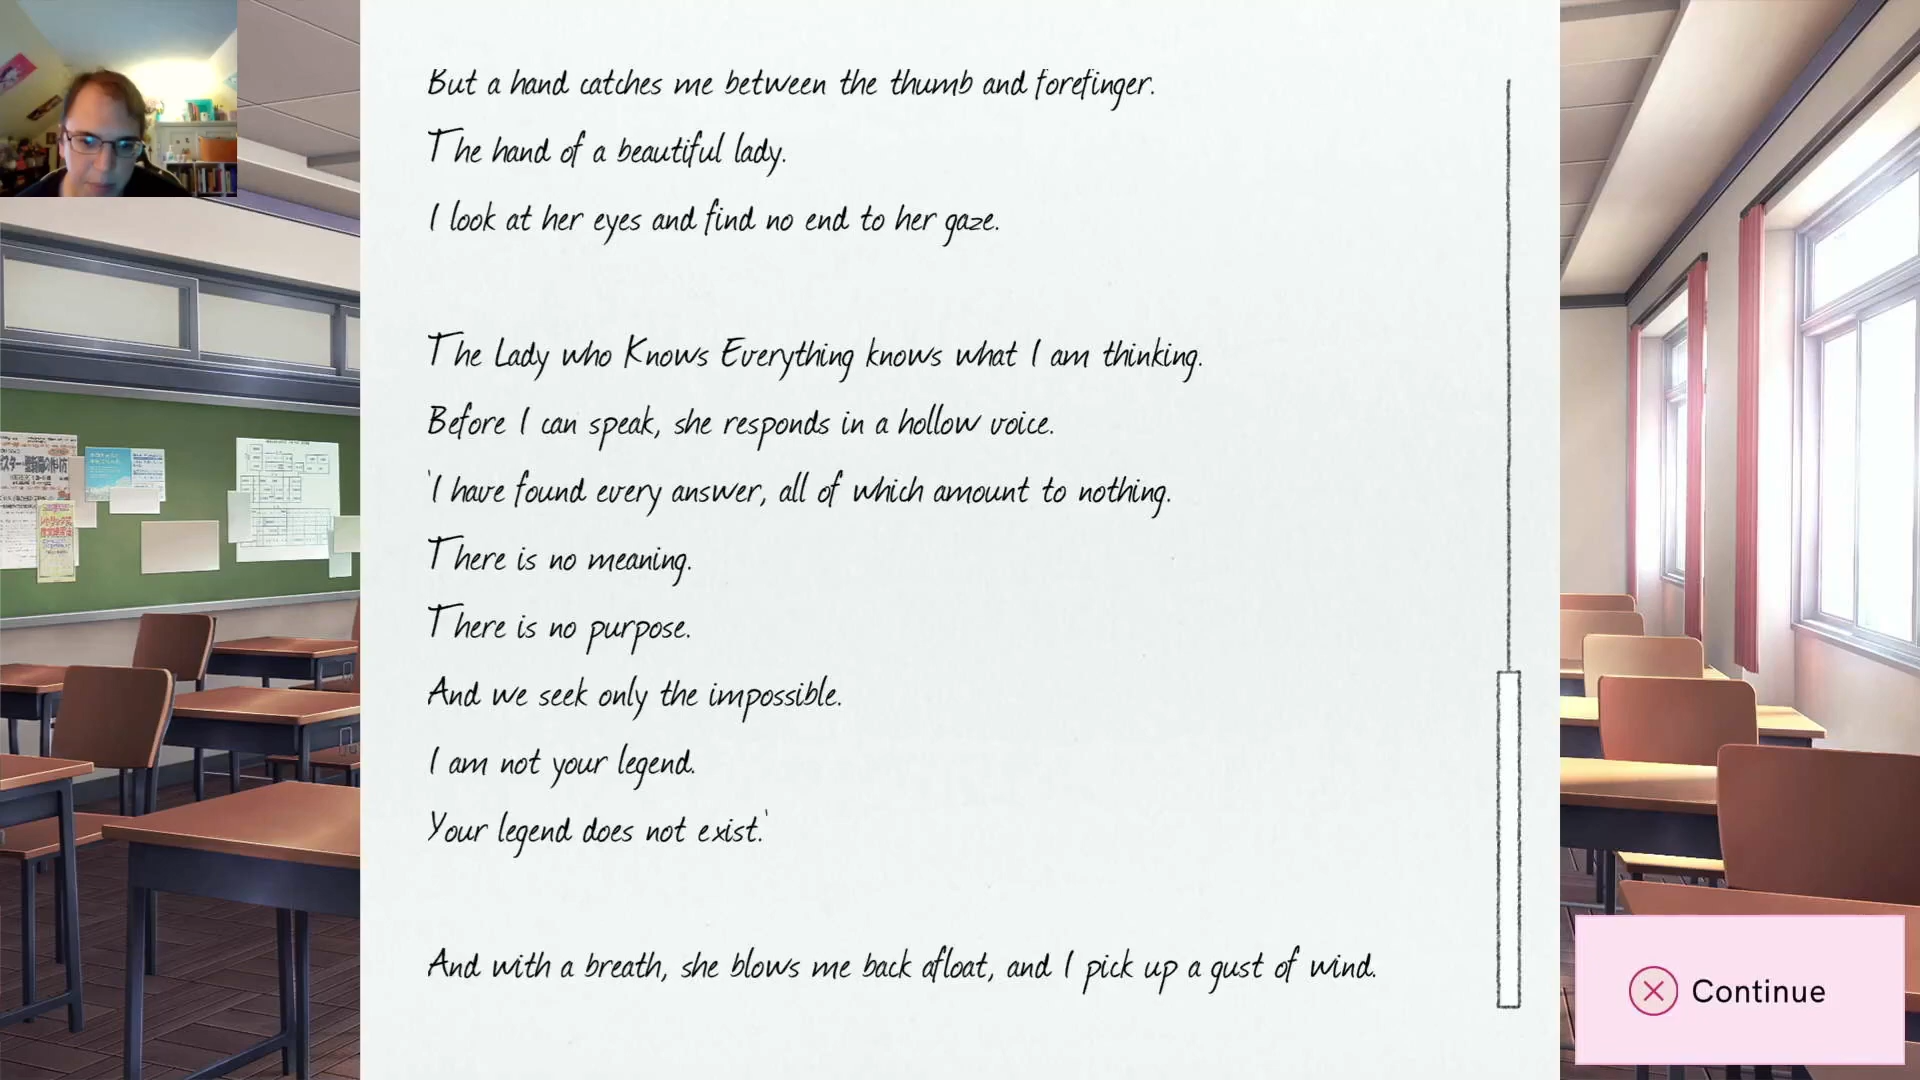 But a hand catches me between the thumb and forefinger.
The hand of a beautiful lady.
I look at her eyes and find no end to her gaze.
The Lady who Knows Everything knows what I am thinking.
Before I can speak, she responds in a hollow voice.
'I have found every answer, all of which amount to nothing.
There is no meaning.
There is no purpose.
And we seek only the impossible.
I am not your legend.
Your legend does not exist.'
And with a breath, she blows me back afloat, and I pick up a gust of wind.
Continue